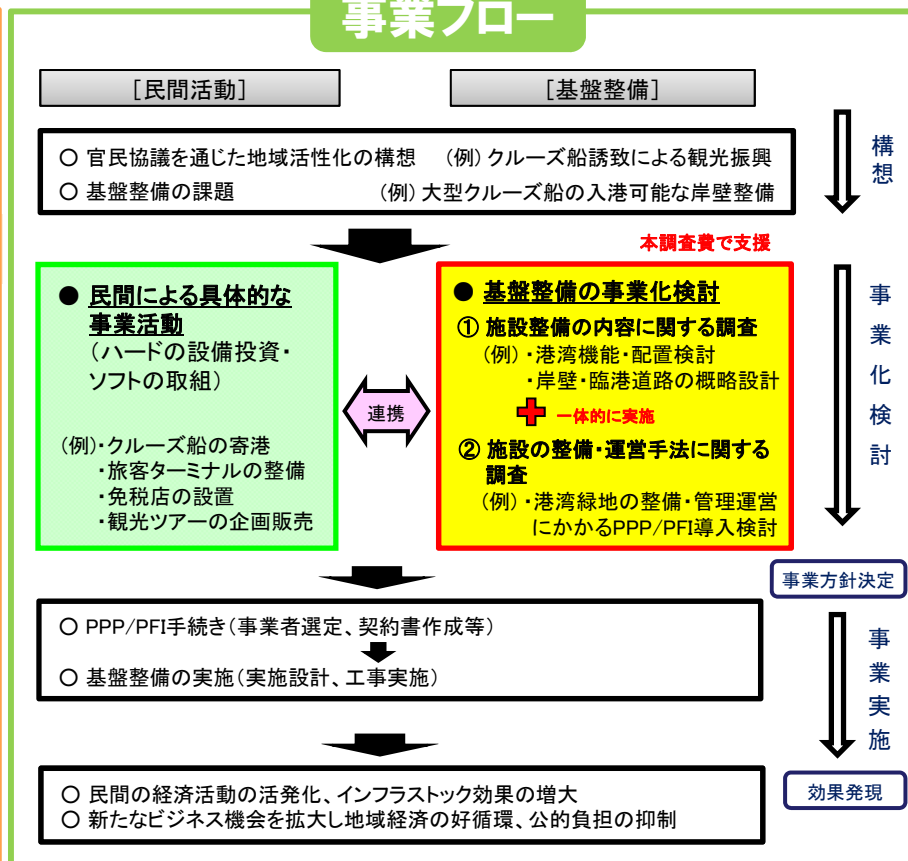 事業フロー
[民間活動]
[基盤整備]
○ 官民協議を通じた地域活性化の構想 (例) クルーズ船誘致による観光振興
○ 基盤整備の課題 (例) 大型クルーズ船の入港可能な岸壁整備
構想
本調査費で支援
● 民間による具体的な
事業活動
(ハードの設備投資・
ソフトの取組)
(例)・クルーズ船の寄港
・旅客ターミナルの整備
・免税店の設置
・観光ツアーの企画販売
連携
● 基盤整備の事業化検討
① 施設整備の内容に関する調査
(例)・港湾機能・配置検討
・岸壁・臨港道路の概略設計
一体的に実施
② 施設の整備・運営手法に関する
調査
(例)・港湾緑地の整備・管理運営
にかかるPPP/PFI導入検討
事業化検討
事業方針決定
○ PPP/PFI手続き(事業者選定、契約書作成等)
○ 基盤整備の実施(実施設計、工事実施)
事業実施
○ 民間の経済活動の活発化、インフラストック効果の増大
○ 新たなビジネス機会を拡大し地域経済の好循環、公的負担の抑制
効果発現